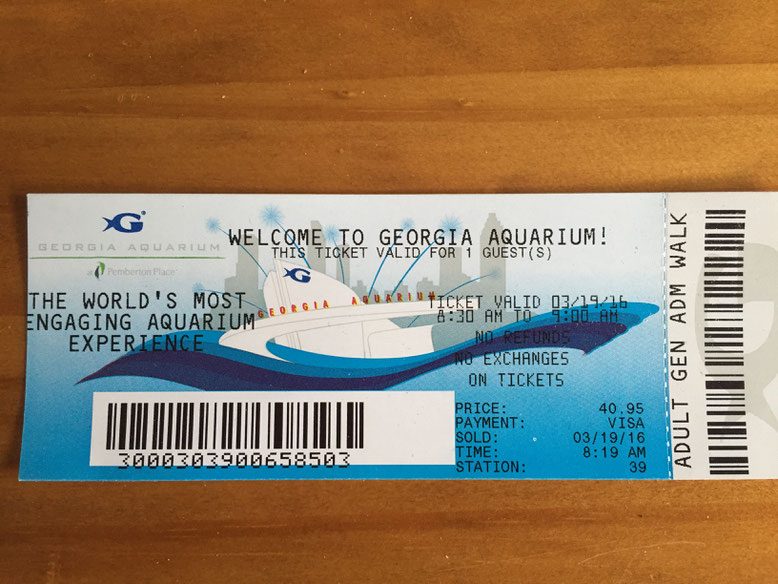 G
GEORGIA AQUARIUM
at Pemberton Place
WELCOME TO GEORGIA AQUARIUM!
THIS TICKET VALID FOR 1 GUEST(S)
THE WORLD'S MOST
ENGAGING AQUARIUM
EXPERIENCE
G
GEORGIA AQUARIUM
TICKET VALID 03/19/16
8:30 AM TO 9:00 AM
NO REFUNDS
NO EXCHANGES
ON TICKETS
3000303900658503
PRICE: 40.95
PAYMENT: VISA
SOLD: 03/19/16
TIME: 8:19 AM
STATION: 39
ADULT GEN ADM WALK